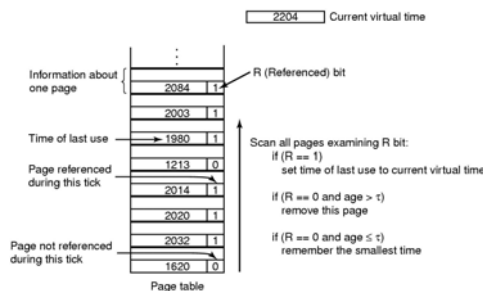 2204 Current virtual time
Information about
one page
R (Referenced) bit
2084 1
2003 1
Time of last use
1980 1
1213 0
Page referenced
during this tick
2014 1
2020 1
2032 1
Page not referenced
during this tick
1620 0
Page table
Scan all pages examining R bit:
if (R == 1)
set time of last use to current virtual time
if (R == 0 and age > τ)
remove this page
if (R == 0 and age ≤ τ)
remember the smallest time